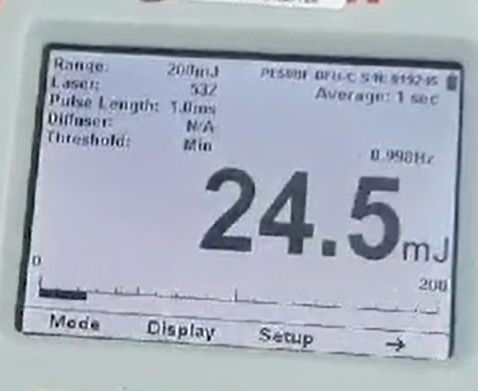 Range: 200mJ
Laser: 532
Pulse Length: 1.0ms
Diffuser: N/A
Threshold: Min
S/N:
Average: 1 sec
0.998Hz
24.5mJ
0 200
Mode Display Setup →